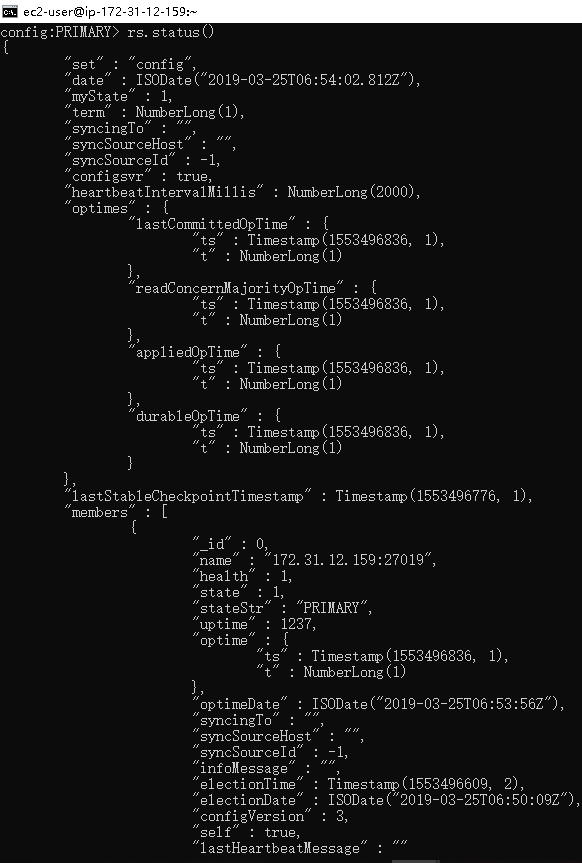 ec2-user@ip-172-31-12-159:~
config:PRIMARY> rs.status()
{
        "set" : "config",
        "date" : ISODate("2019-03-25T06:54:02.812Z"),
        "myState" : 1,
        "term" : NumberLong(1),
        "syncingTo" : "",
        "syncSourceHost" : "",
        "syncSourceId" : -1,
        "configsvr" : true,
        "heartbeatIntervalMillis" : NumberLong(2000),
        "optimes" : {
                "lastCommittedOpTime" : {
                        "ts" : Timestamp(1553496836, 1),
                        "t" : NumberLong(1)
                },
                "readConcernMajorityOpTime" : {
                        "ts" : Timestamp(1553496836, 1),
                        "t" : NumberLong(1)
                },
                "appliedOpTime" : {
                        "ts" : Timestamp(1553496836, 1),
                        "t" : NumberLong(1)
                },
                "durableOpTime" : {
                        "ts" : Timestamp(1553496836, 1),
                        "t" : NumberLong(1)
                }
        },
        "lastStableCheckpointTimestamp" : Timestamp(1553496776, 1),
        "members" : [
                {
                        "_id" : 0,
                        "name" : "172.31.12.159:27019",
                        "health" : 1,
                        "state" : 1,
                        "stateStr" : "PRIMARY",
                        "uptime" : 1237,
                        "optime" : {
                                "ts" : Timestamp(1553496836, 1),
                                "t" : NumberLong(1)
                        },
                        "optimeDate" : ISODate("2019-03-25T06:53:56Z"),
                        "syncingTo" : "",
                        "syncSourceHost" : "",
                        "syncSourceId" : -1,
                        "infoMessage" : "",
                        "electionTime" : Timestamp(1553496609, 2),
                        "electionDate" : ISODate("2019-03-25T06:50:09Z"),
                        "configVersion" : 3,
                        "self" : true,
                        "lastHeartbeatMessage" : ""